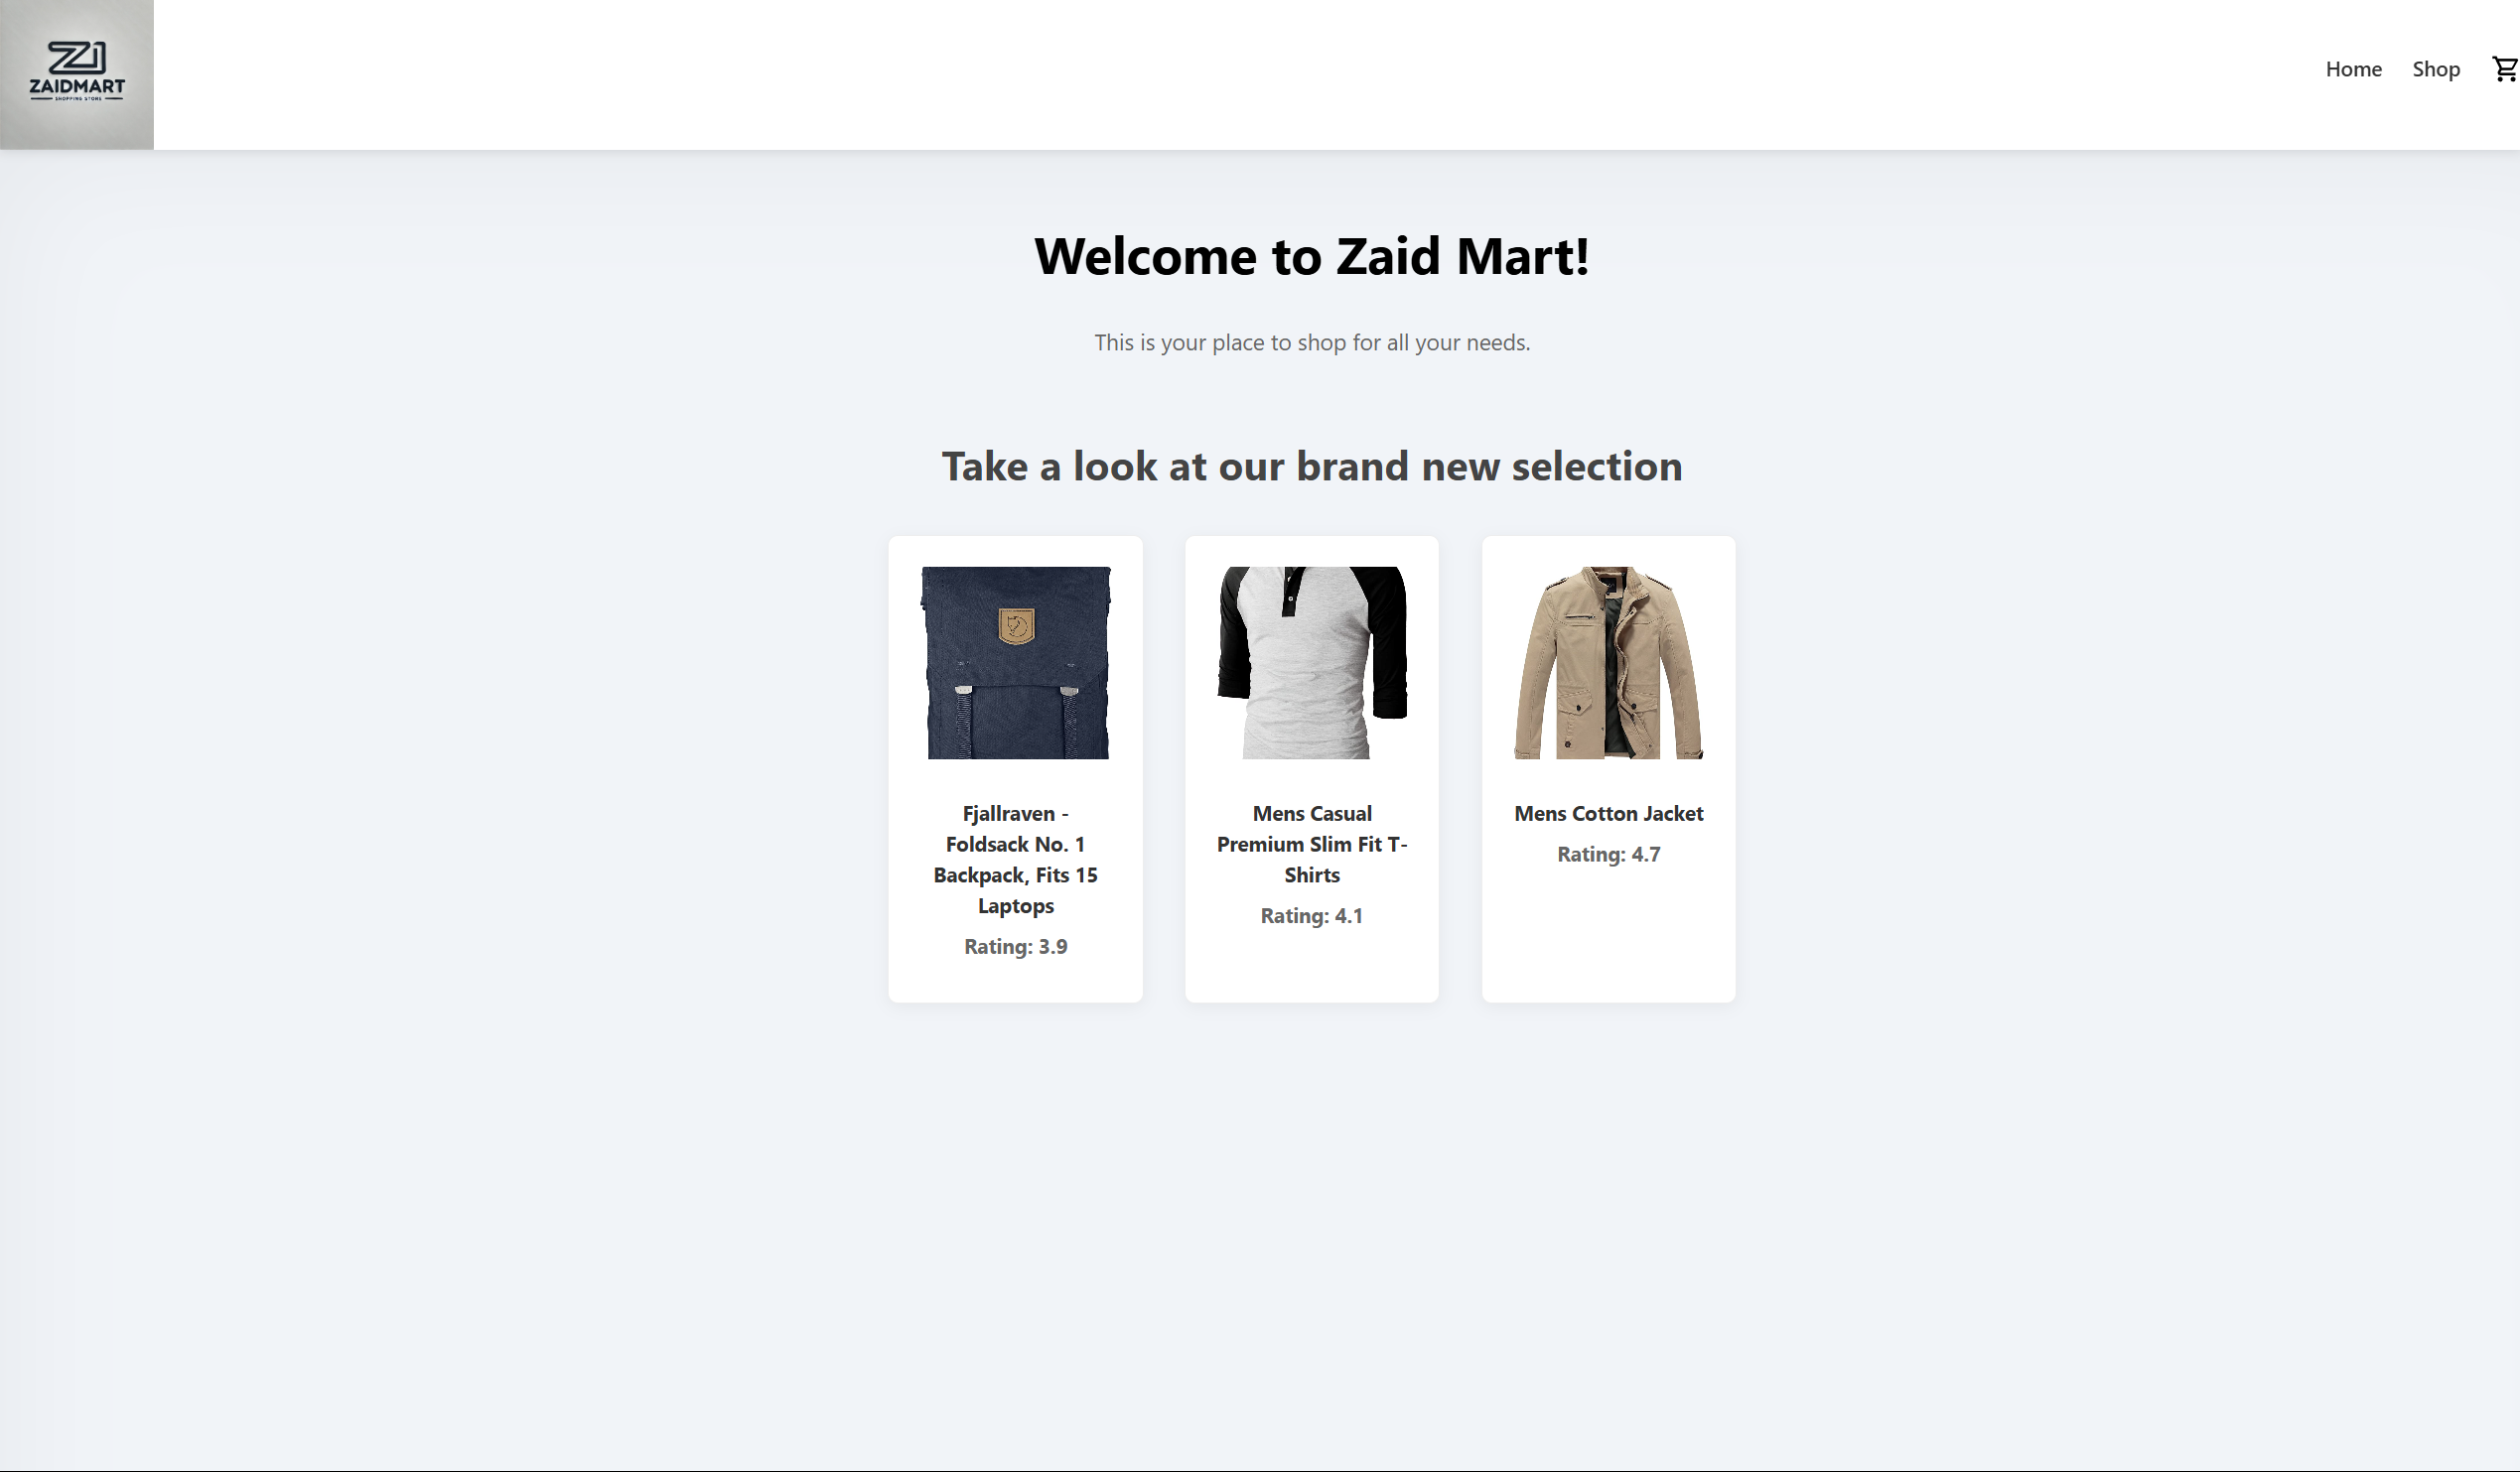 ZAIDMART
SHOPPING STORE
Home Shop
Welcome to Zaid Mart!
This is your place to shop for all your needs.
Take a look at our brand new selection
Fjallraven -
Foldsack No. 1
Backpack, Fits 15
Laptops
Rating: 3.9
Mens Casual
Premium Slim Fit T-
Shirts
Rating: 4.1
Mens Cotton Jacket
Rating: 4.7